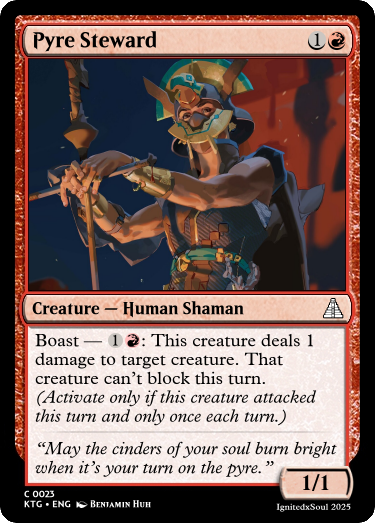 Pyre Steward 1
Creature — Human Shaman
Boast — 1: This creature deals 1
damage to target creature. That
creature can't block this turn.
(Activate only if this creature attacked
this turn and only once each turn.)
“May the cinders of your soul burn bright
when it's your turn on the pyre.”
1/1
C 0023
KTG • ENG Benjamin Huh
IgnitedxSoul 2025